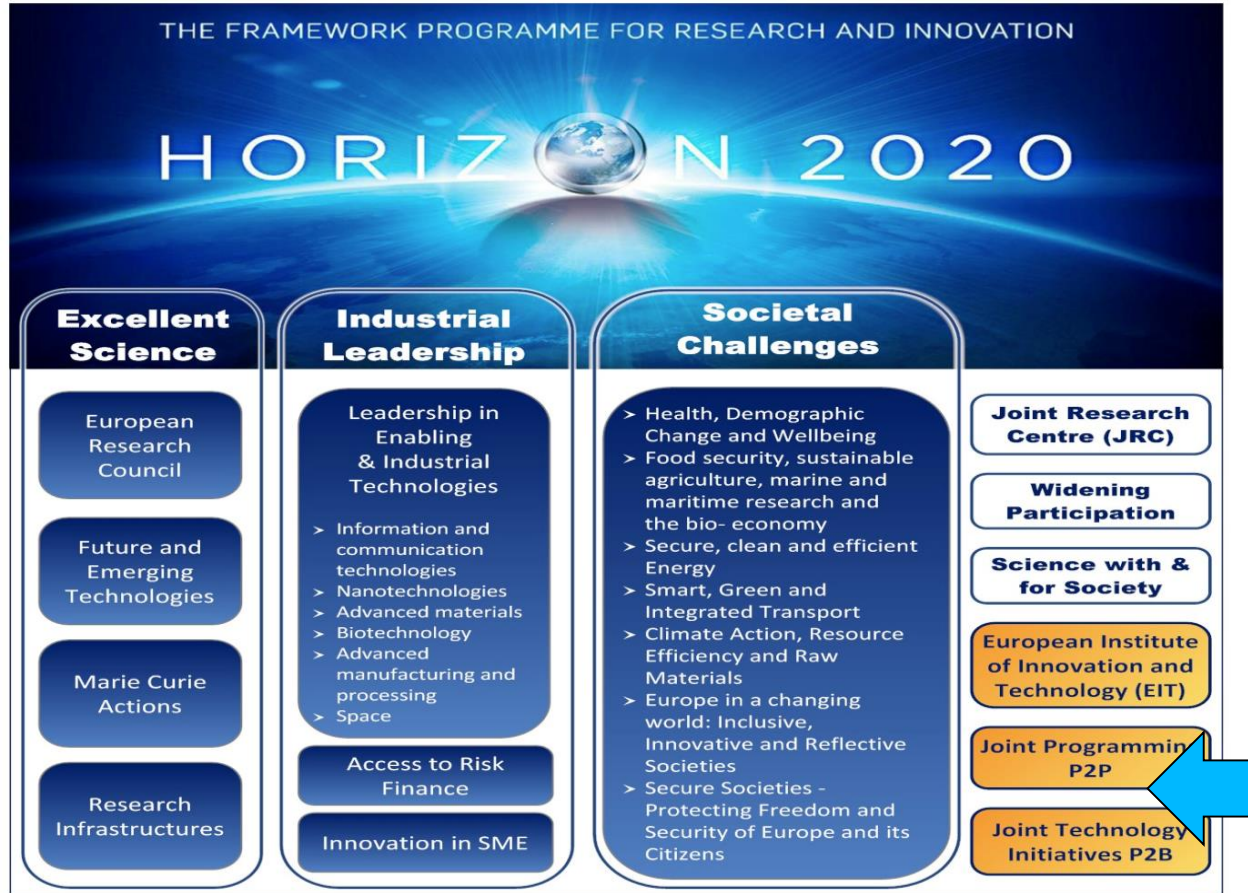 THE FRAMEWORK PROGRAMME FOR RESEARCH AND INNOVATION
HORIZON 2020
Excellent
Science
European
Research
Council
Future and
Emerging
Technologies
Marie Curie
Actions
Research
Infrastructures
Industrial
Leadership
Leadership in
Enabling
& Industrial
Technologies
➢ Information and
communication
technologies
➢ Nanotechnologies
➢ Advanced materials
➢ Biotechnology
➢ Advanced
manufacturing and
processing
➢ Space
Access to Risk
Finance
Innovation in SME
Societal
Challenges
➢ Health, Demographic
Change and Wellbeing
➢ Food security, sustainable
agriculture, marine and
maritime research and
the bio- economy
➢ Secure, clean and efficient
Energy
➢ Smart, Green and
Integrated Transport
➢ Climate Action, Resource
Efficiency and Raw
Materials
➢ Europe in a changing
world: Inclusive,
Innovative and Reflective
Societies
➢ Secure Societies -
Protecting Freedom and
Security of Europe and its
Citizens
Joint Research
Centre (JRC)
Widening
Participation
Science with &
for Society
European Institute
of Innovation and
Technology (EIT)
Joint Programmin
P2P
Joint Technology
Initiatives P2B